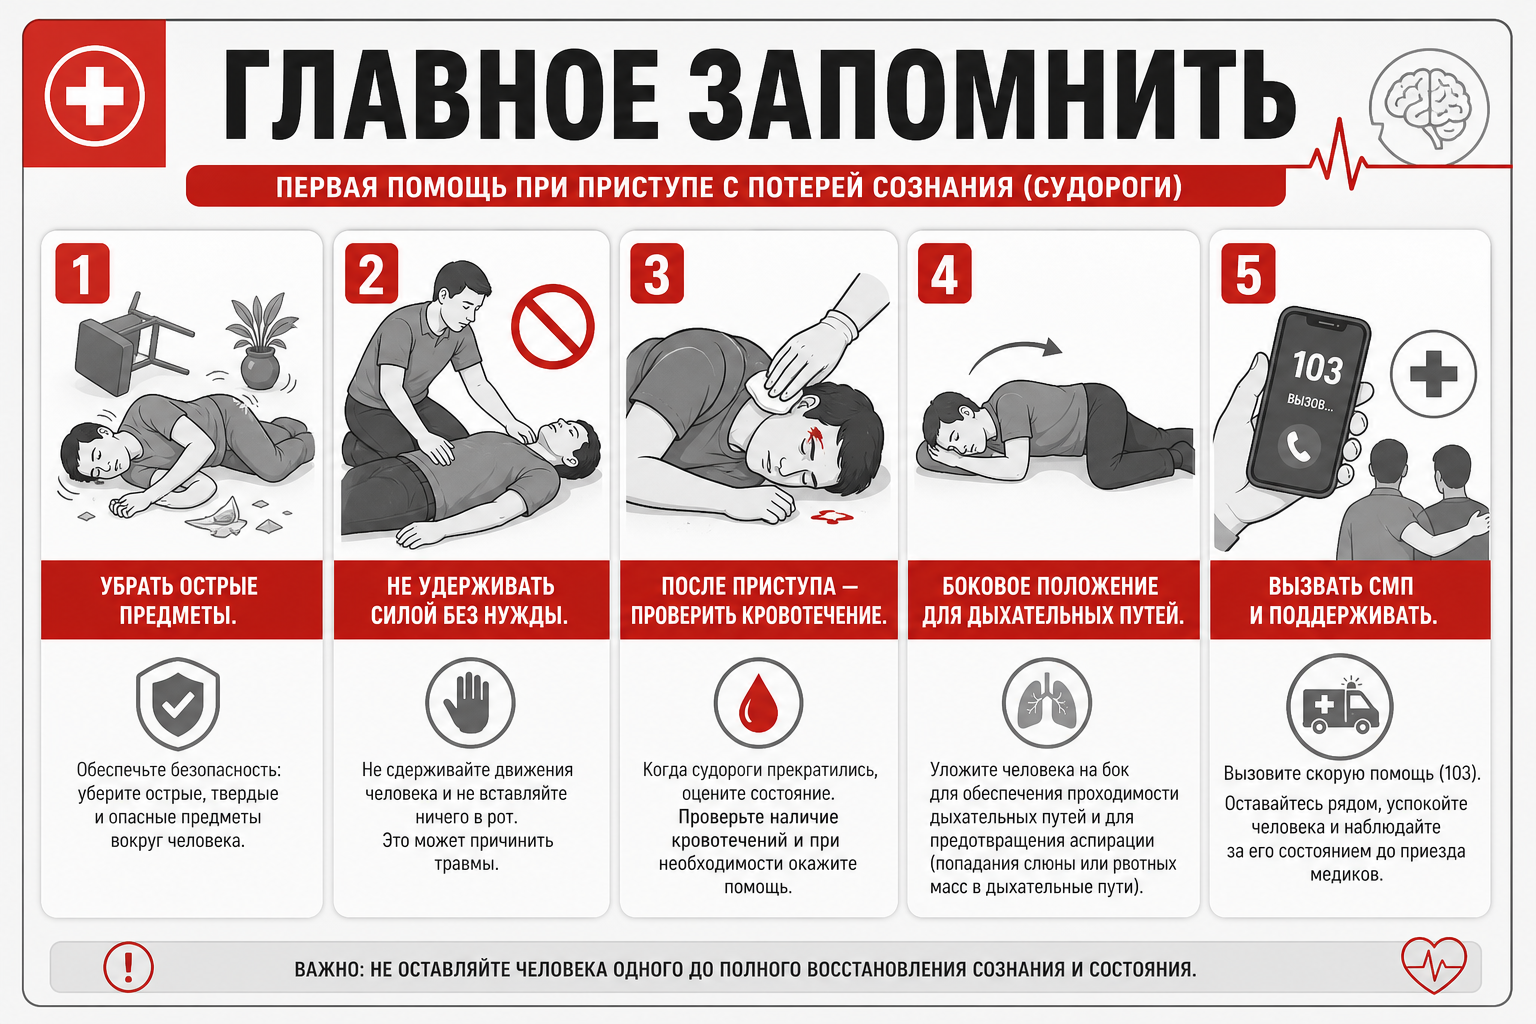 ГЛАВНОЕ ЗАПОМНИТЬ
ПЕРВАЯ ПОМОЩЬ ПРИ ПРИСТУПЕ С ПОТЕРЕЙ СОЗНАНИЯ (СУДОРОГИ)
1
УБРАТЬ ОСТРЫЕ
ПРЕДМЕТЫ.
Обеспечьте безопасность:
уберите острые, твердые
и опасные предметы
вокруг человека.
2
НЕ УДЕРЖИВАТЬ
СИЛОЙ БЕЗ НУЖДЫ.
Не сдерживайте движения
человека и не вставляйте
ничего в рот.
Это может причинить
травмы.
3
ПОСЛЕ ПРИСТУПА —
ПРОВЕРИТЬ КРОВОТЕЧЕНИЕ.
Когда судороги прекратились,
оцените состояние.
Проверьте наличие
кровотечений и при
необходимости окажите
помощь.
4
БОКОВОЕ ПОЛОЖЕНИЕ
ДЛЯ ДЫХАТЕЛЬНЫХ ПУТЕЙ.
Уложите человека на бок
для обеспечения проходимости
дыхательных путей и для
предотвращения аспирации
(попадания слюны или рвотных
масс в дыхательные пути).
5
103
ВЫЗОВ...
ВЫЗВАТЬ СМП
И ПОДДЕРЖИВАТЬ.
Вызовите скорую помощь (103).
Оставайтесь рядом, успокойте
человека и наблюдайте
за его состоянием до приезда
медиков.
ВАЖНО: НЕ ОСТАВЛЯЙТЕ ЧЕЛОВЕКА ОДНОГО ДО ПОЛНОГО ВОССТАНОВЛЕНИЯ СОЗНАНИЯ И СОСТОЯНИЯ.